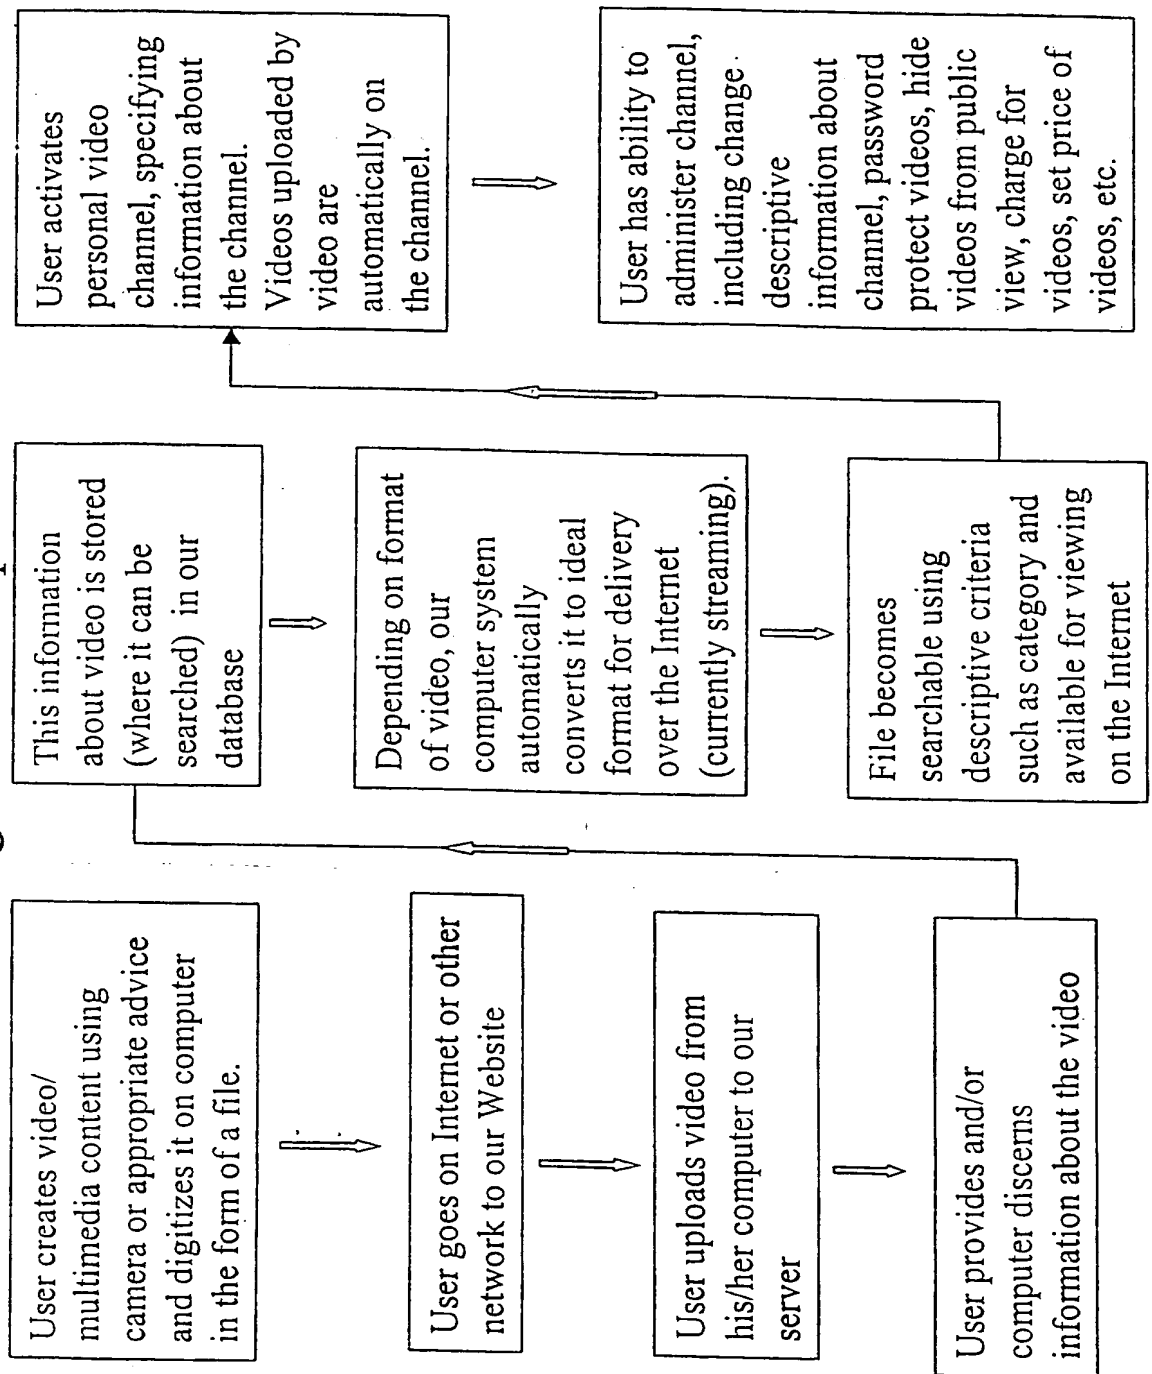 User creates video/
multimedia content using
camera or appropriate advice
and digitizes it on computer
in the form of a file.
User goes on Internet or other
network to our Website
User uploads video from
his/her computer to our
server
User provides and/or
computer discerns
information about the video
This information
about video is stored
(where it can be
searched) in our
database
Depending on format
of video, our
computer system
automatically
converts it to ideal
format for delivery
over the Internet
(currently streaming).
File becomes
searchable using
descriptive criteria
such as category and
available for viewing
on the Internet
User activates
personal video
channel, specifying
information about
the channel.
Videos uploaded by
video are
automatically on
the channel.
User has ability to
administer channel,
including change
descriptive
information about
channel, password
protect videos, hide
videos from public
view, charge for
videos, set price of
videos, etc.